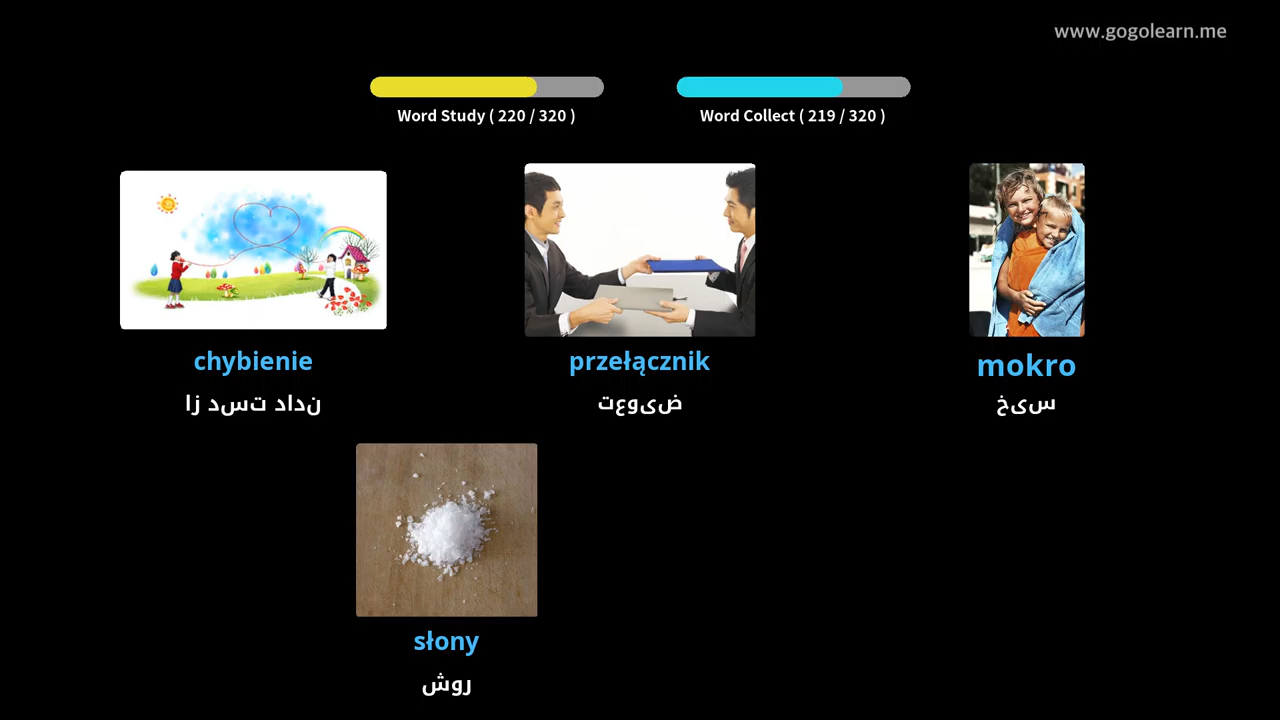 www.gogolearn.me
Word Study ( 220 / 320 )
Word Collect ( 219 / 320 )
chybienie
نداد تسد زا
przełącznik
ضیوعت
mokro
سیخ
słony
روش